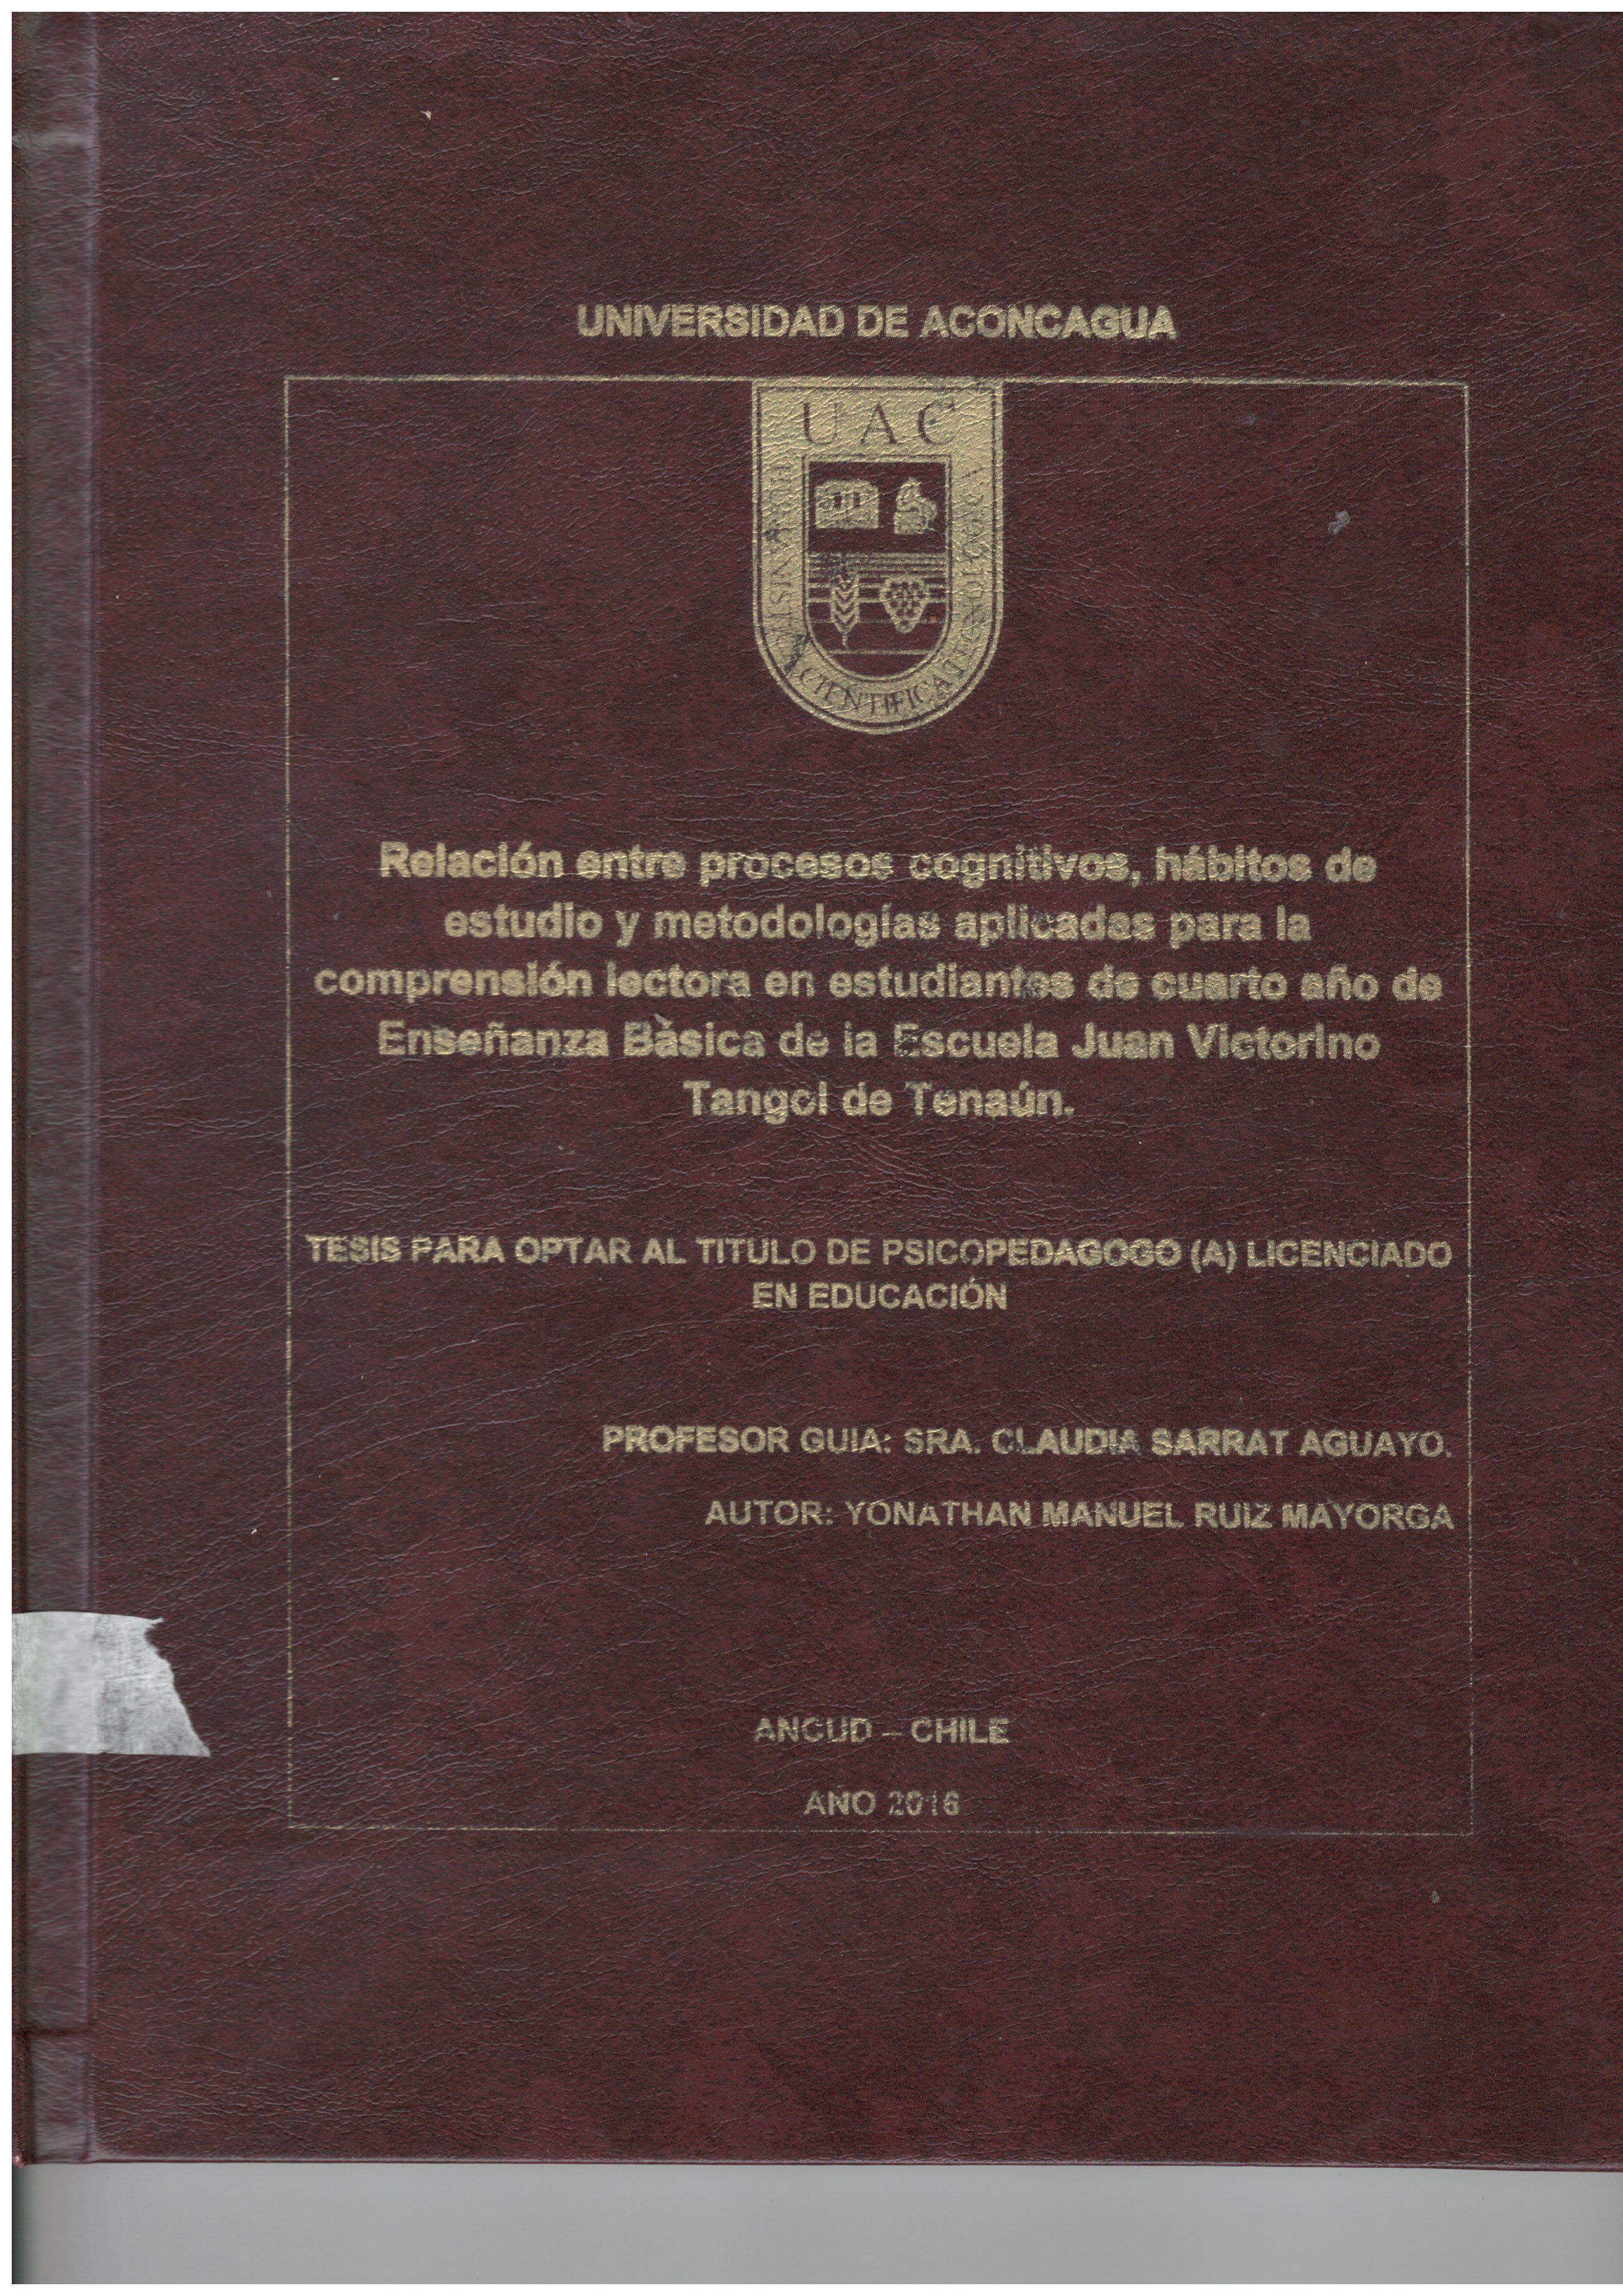 UNIVERSIDAD DE ACONCAGUA
UAC
CIENTIFICA
Relación entre procesos cognitivos, hábitos de
estudio y metodologías aplicadas para la
comprensión lectora en estudiantes de cuarto año de
Enseñanza Bàsica de la Escuela Juan Victorino
Tangol de Tenaún.
TESIS PARA OPTAR AL TITULO DE PSICOPEDAGOGO (A) LICENCIADO
EN EDUCACIÓN
PROFESOR GUIA: SRA. CLAUDIA SARRAT AGUAYO.
AUTOR: YONATHAN MANUEL RUIZ MAYORGA
ANCUD – CHILE
AÑO 2016